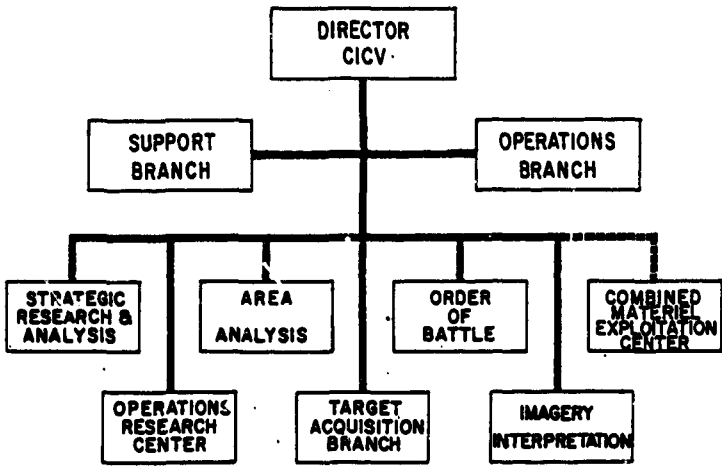 DIRECTOR
CICV
SUPPORT
BRANCH
OPERATIONS
BRANCH
STRATEGIC
RESEARCH &
ANALYSIS
AREA
ANALYSIS
ORDER
OF
BATTLE
COMBINED
MATERIEL
EXPLOITATION
CENTER
OPERATIONS
RESEARCH
CENTER
TARGET
ACQUISITION
BRANCH
IMAGERY
INTERPRETATION